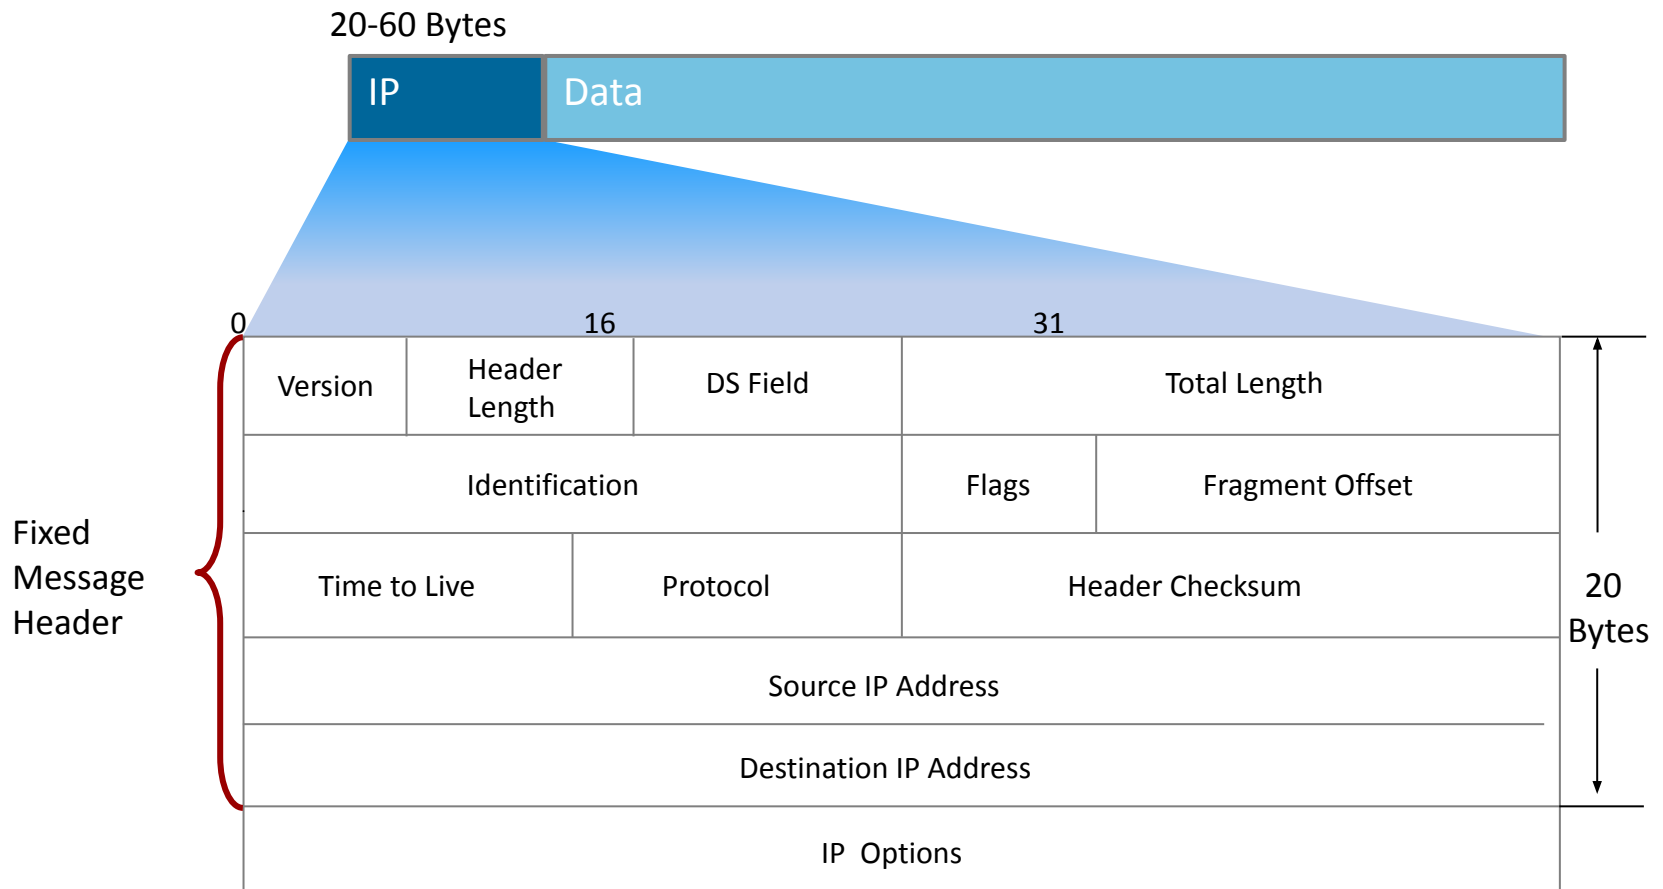 20-60 Bytes
IP
Data
0
16
31
Version
Header
Length
DS Field
Total Length
Identification
Flags
Fragment Offset
Fixed
Message
Header
Time to Live
Protocol
Header Checksum
20
Bytes
Source IP Address
Destination IP Address
IP Options